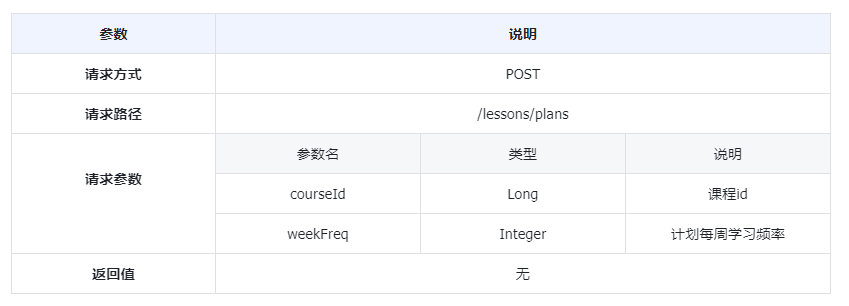 参数 说明
请求方式 POST
请求路径 /lessons/plans
请求参数 参数名 类型 说明
courseId Long 课程id
weekFreq Integer 计划每周学习频率
返回值 无